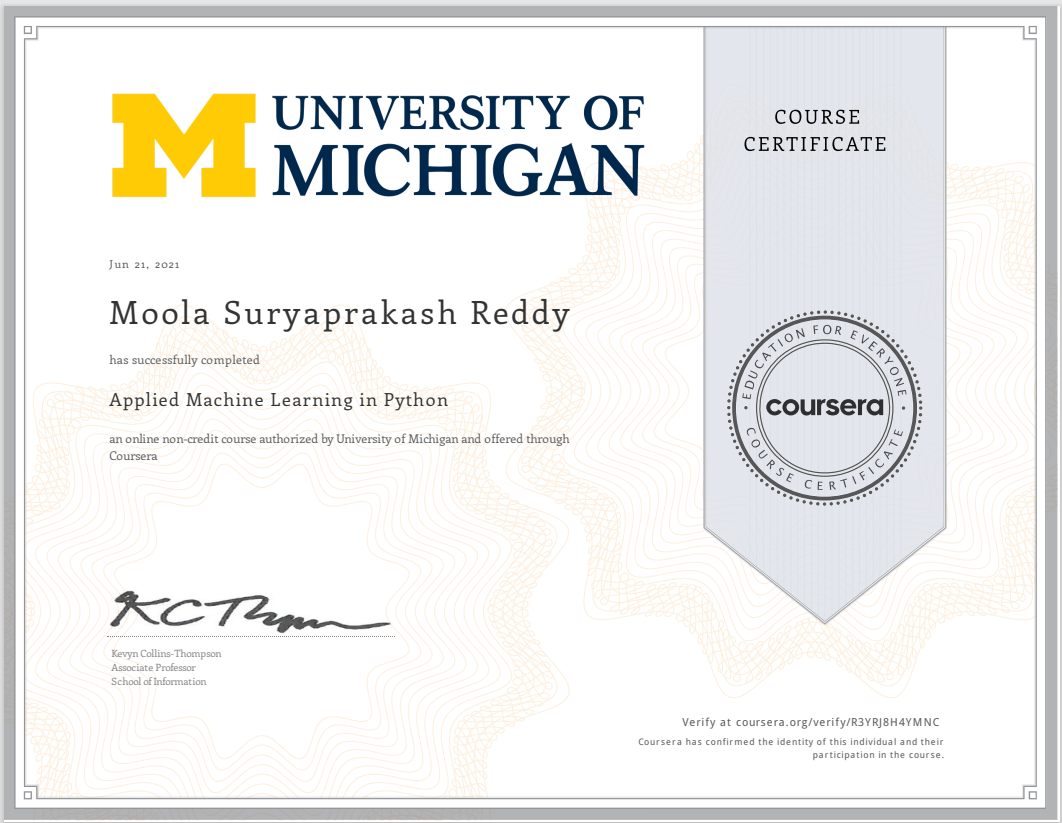 UNIVERSITY OF
MICHIGAN
COURSE
CERTIFICATE
Jun 21, 2021
Moola Suryaprakash Reddy
has successfully completed
Applied Machine Learning in Python
an online non-credit course authorized by University of Michigan and offered through
Coursera
EDUCATION FOR EVERYONE
coursera
COURSE CERTIFICATE
Kevyn Collins-Thompson
Associate Professor
School of Information
Verify at coursera.org/verify/R3YRJ8H4YMNC
Coursera has confirmed the identity of this individual and their
participation in the course.